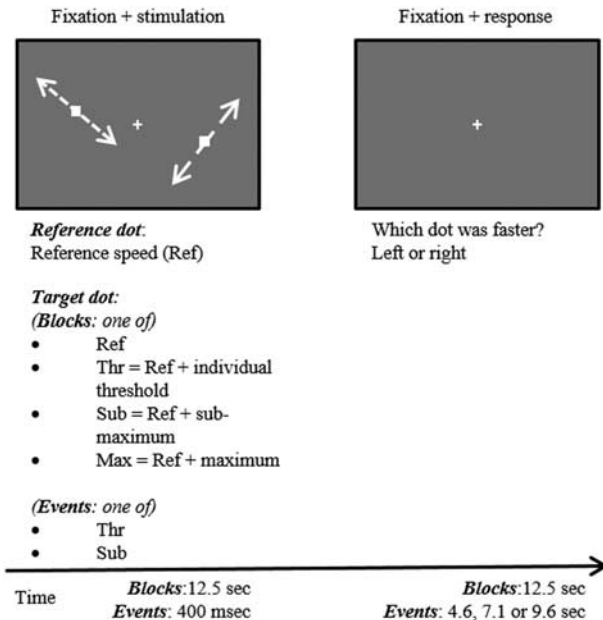 Fixation + stimulation
Fixation + response
Reference dot:
Reference speed (Ref)
Which dot was faster?
Left or right
Target dot:
(Blocks: one of)
• Ref
• Thr = Ref + individual
threshold
• Sub = Ref + sub-
maximum
• Max = Ref + maximum
(Events: one of)
• Thr
• Sub
Time
Blocks:12.5 sec
Events: 400 msec
Blocks:12.5 sec
Events: 4.6, 7.1 or 9.6 sec